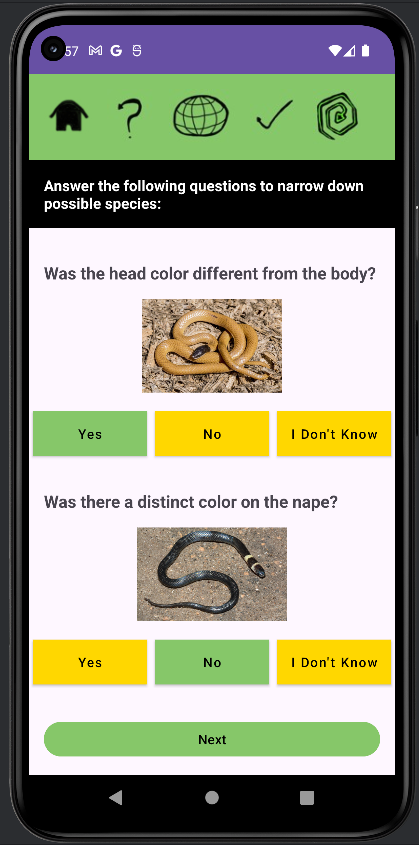 57
Answer the following questions to narrow down
possible species:
Was the head color different from the body?
Yes No I Don't Know
Was there a distinct color on the nape?
Yes No I Don't Know
Next